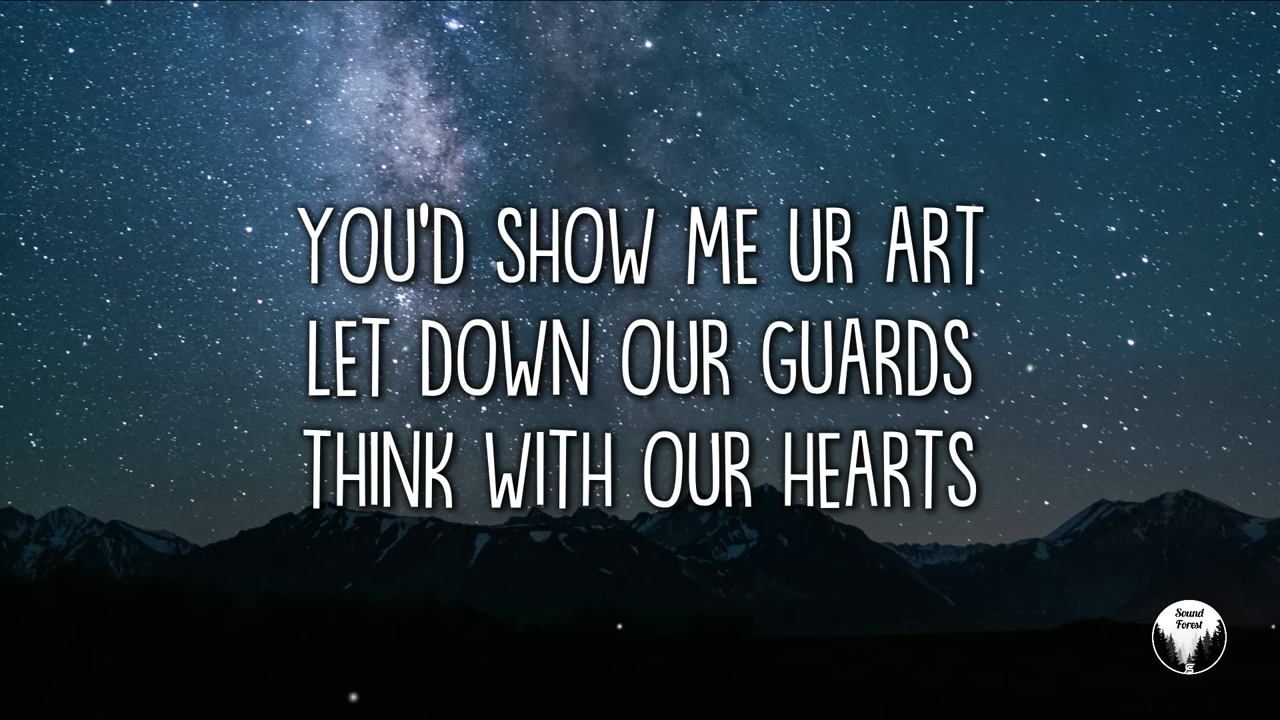 YOU'D SHOW ME UR ART
LET DOWN OUR GUARDS
THINK WITH OUR HEARTS
Sound
Forest